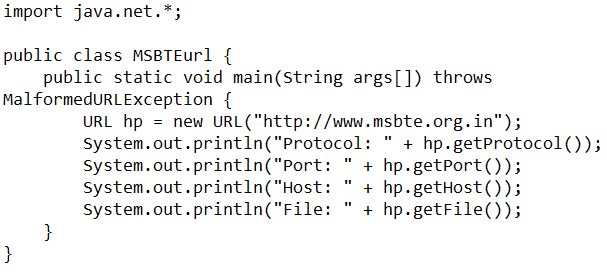 import java.net.*;

public class MSBTEurl {
    public static void main(String args[]) throws
MalformedURLException {
        URL hp = new URL("http://www.msbte.org.in");
        System.out.println("Protocol: " + hp.getProtocol());
        System.out.println("Port: " + hp.getPort());
        System.out.println("Host: " + hp.getHost());
        System.out.println("File: " + hp.getFile());
    }
}